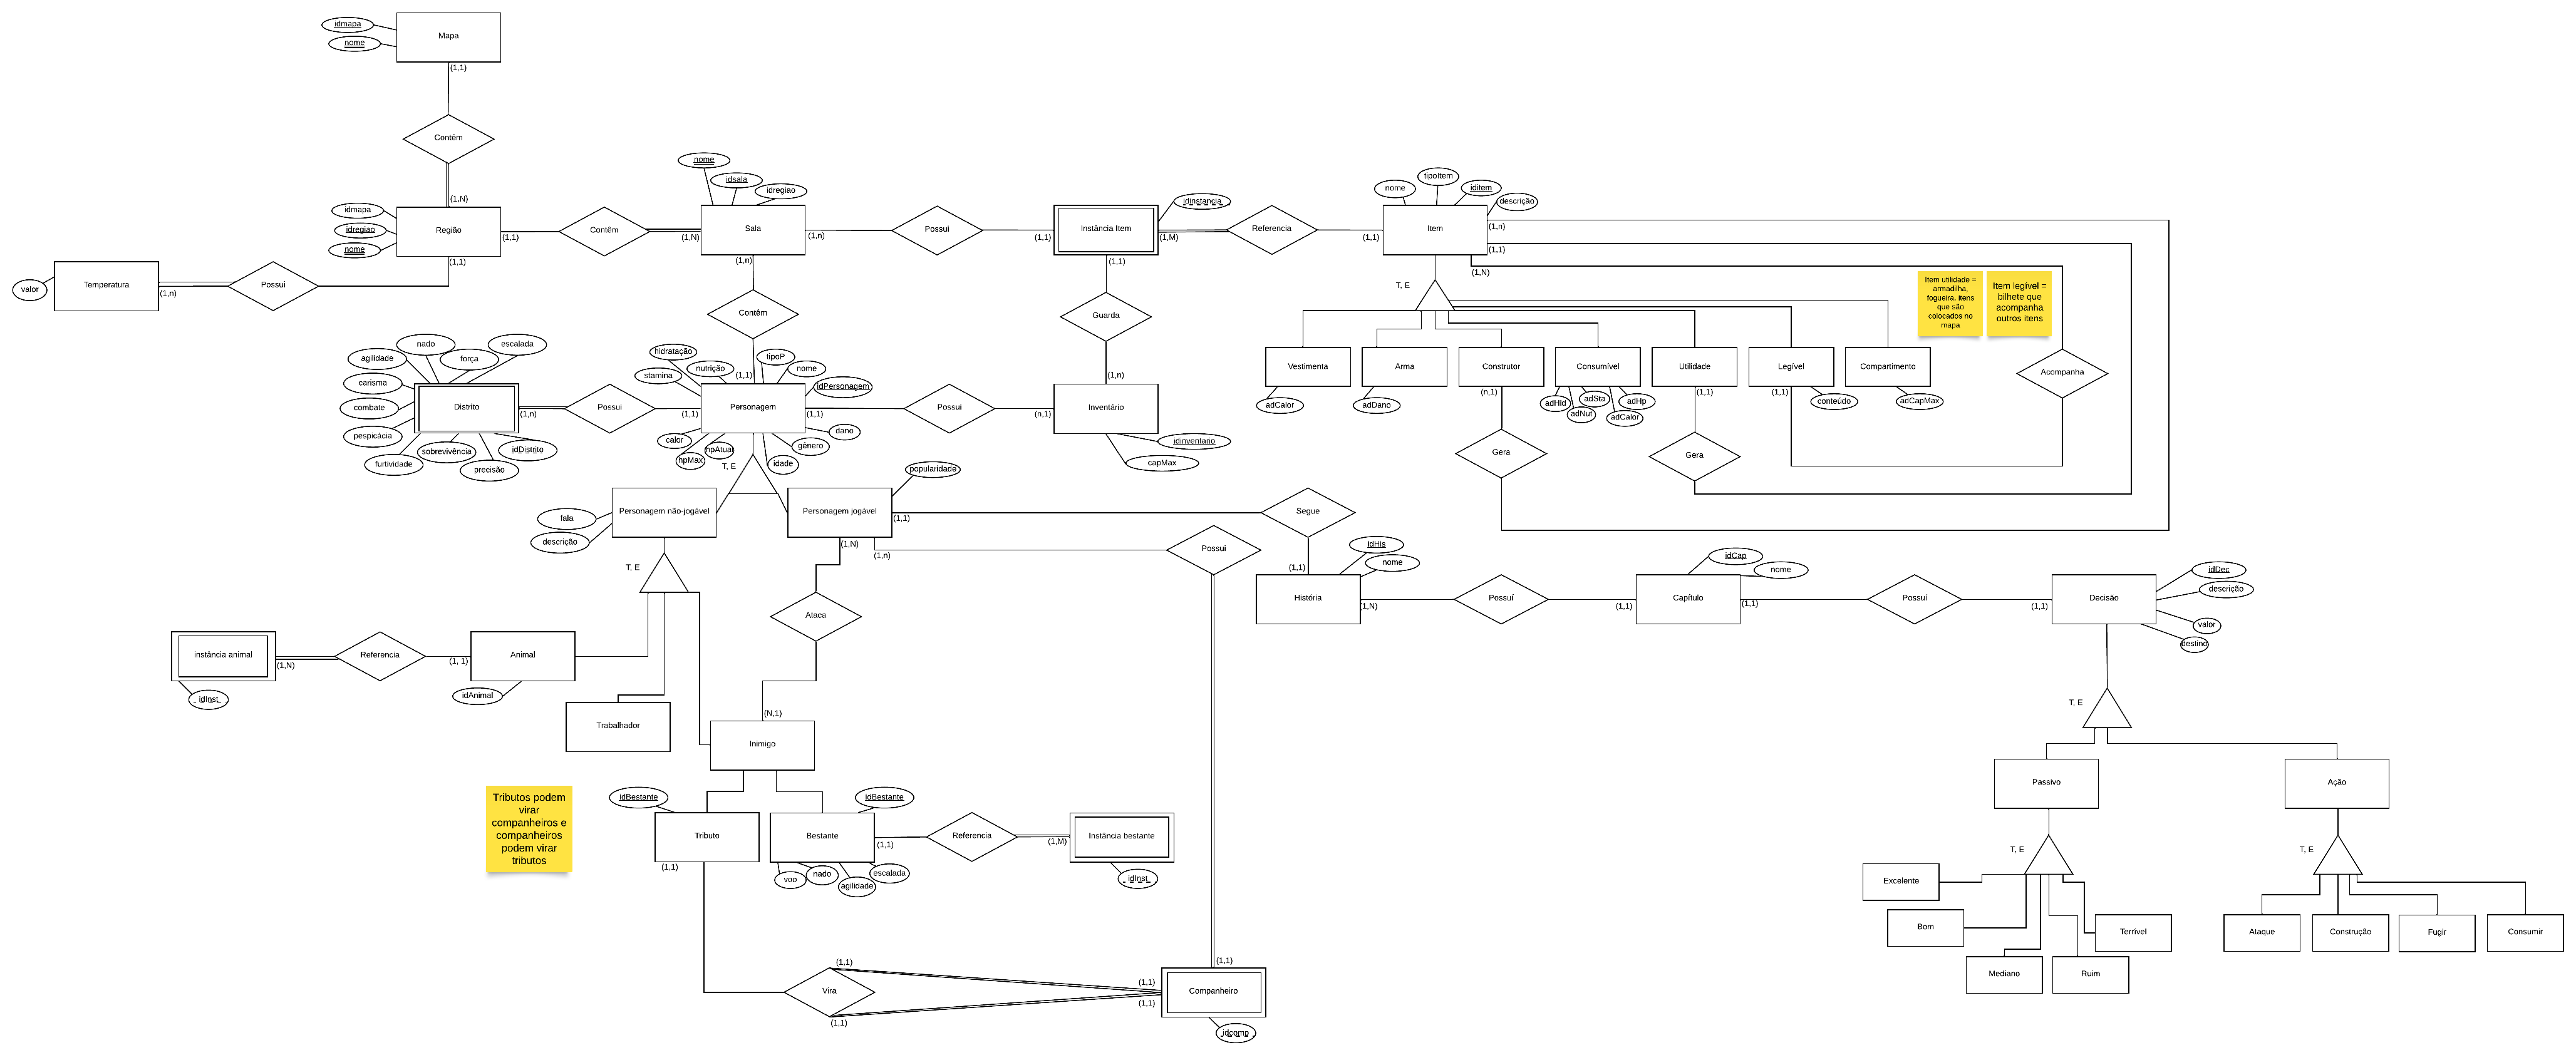 idmapa
nome
Mapa
(1,1)
Contêm
(1,N)
idmapa
idregiao
nome
Região
(1,1)
(1,1)
Contêm
(1,N)
nome
idsala
idregiao
Sala
(1,n)
(1,n)
Possui
(1,1)
Instância Item
idinstancia
(1,M)
(1,1)
Referencia
(1,1)
nome
tipoItem
iditem
descrição
Item
(1,n)
(1,1)
(1,N)
valor
Temperatura
(1,n)
Possui
Contêm
(1,1)
Guarda
(1,n)
T, E
Item utilidade =
armadilha,
fogueira, itens
que são
colocados no
mapa
Item legível =
bilhete que
acompanha
outros itens
Vestimenta
Arma
Construtor
Consumível
Utilidade
Legível
Compartimento
Acompanha
adCalor
adDano
(n,1)
adHid
adNut
adSta
adCalor
adHp
(1,1)
(1,1)
conteúdo
adCapMax
Gera
Gera
nado
escalada
agilidade
força
carisma
combate
pespicácia
furtividade
sobrevivência
precisão
idDistrito
Distrito
(1,n)
Possui
(1,1)
hidratação
nutrição
stamina
tipoP
nome
idPersonagem
Personagem
(1,1)
calor
hpMax
hpAtual
idade
gênero
dano
T, E
Possui
(n,1)
Inventário
idinventario
capMax
popularidade
fala
descrição
Personagem não-jogável
Personagem jogável
(1,1)
(1,N)
(1,n)
Segue
(1,1)
Possui
idHis
nome
História
(1,N)
Possuí
(1,1)
idCap
nome
Capítulo
(1,1)
Possuí
(1,1)
idDec
descrição
Decisão
valor
destino
T, E
Ataca
(N,1)
instância animal
idInst
(1,N)
Referencia
(1, 1)
Animal
idAnimal
Trabalhador
Inimigo
T, E
Passivo
Ação
T, E
T, E
Excelente
Bom
Mediano
Ruim
Terrível
Ataque
Construção
Fugir
Consumir
Tributos podem
virar
companheiros e
companheiros
podem virar
tributos
idBestante
Tributo
(1,1)
idBestante
Bestante
(1,1)
voo
nado
agilidade
escalada
Referencia
(1,M)
Instância bestante
idInst
Vira
(1,1)
(1,1)
(1,1)
(1,1)
(1,1)
Companheiro
idcomp